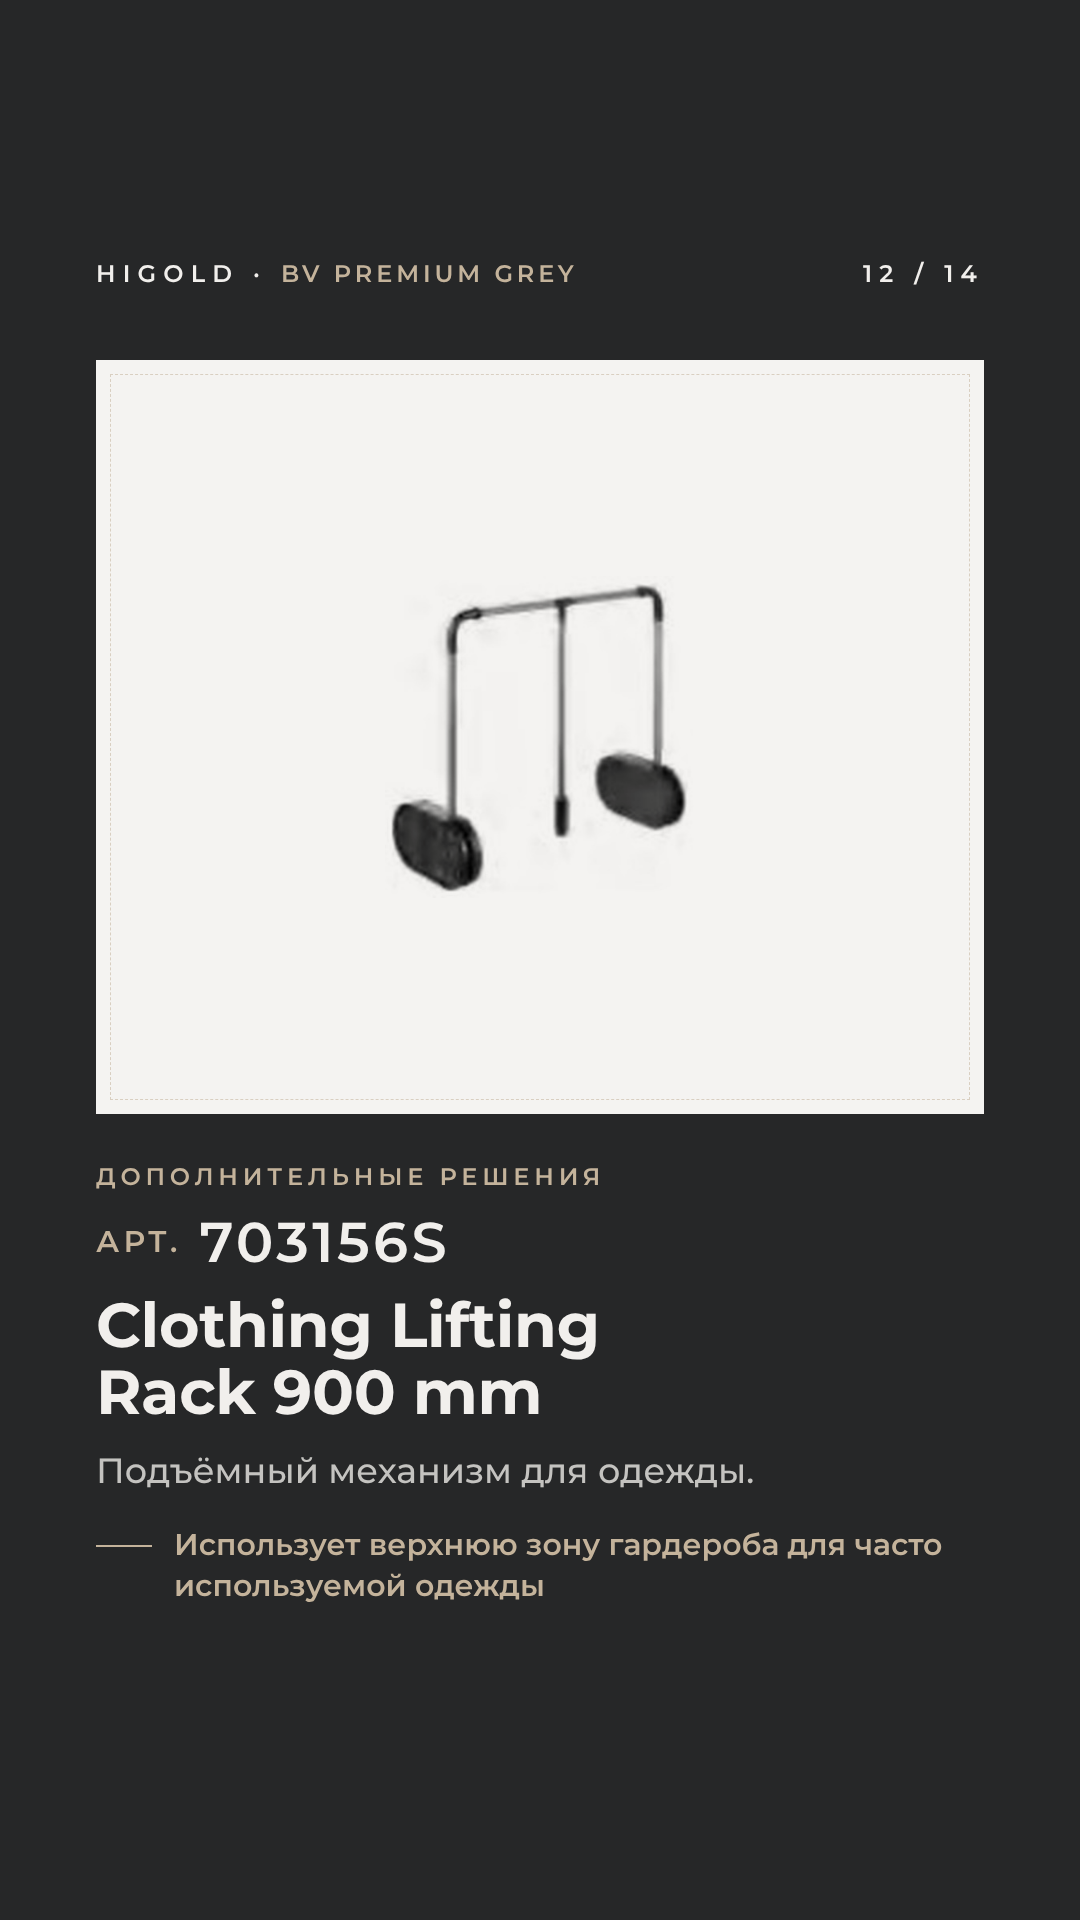 HIGOLD · BV PREMIUM GREY
12 / 14
ДОПОЛНИТЕЛЬНЫЕ РЕШЕНИЯ
АРТ. 703156S
Clothing Lifting
Rack 900 mm
Подъёмный механизм для одежды.
Использует верхнюю зону гардероба для часто
используемой одежды